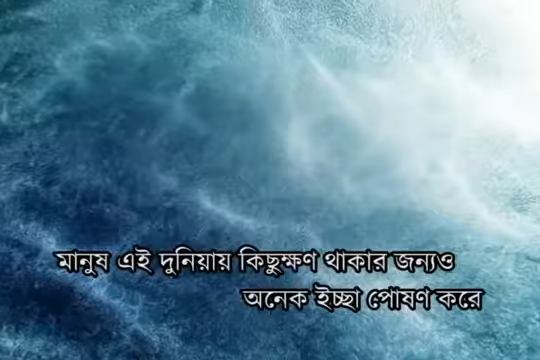 মানুষ এই দুনিয়ায় কিছুক্ষণ থাকার জন্যও
অনেক ইচ্ছা পোষণ করে